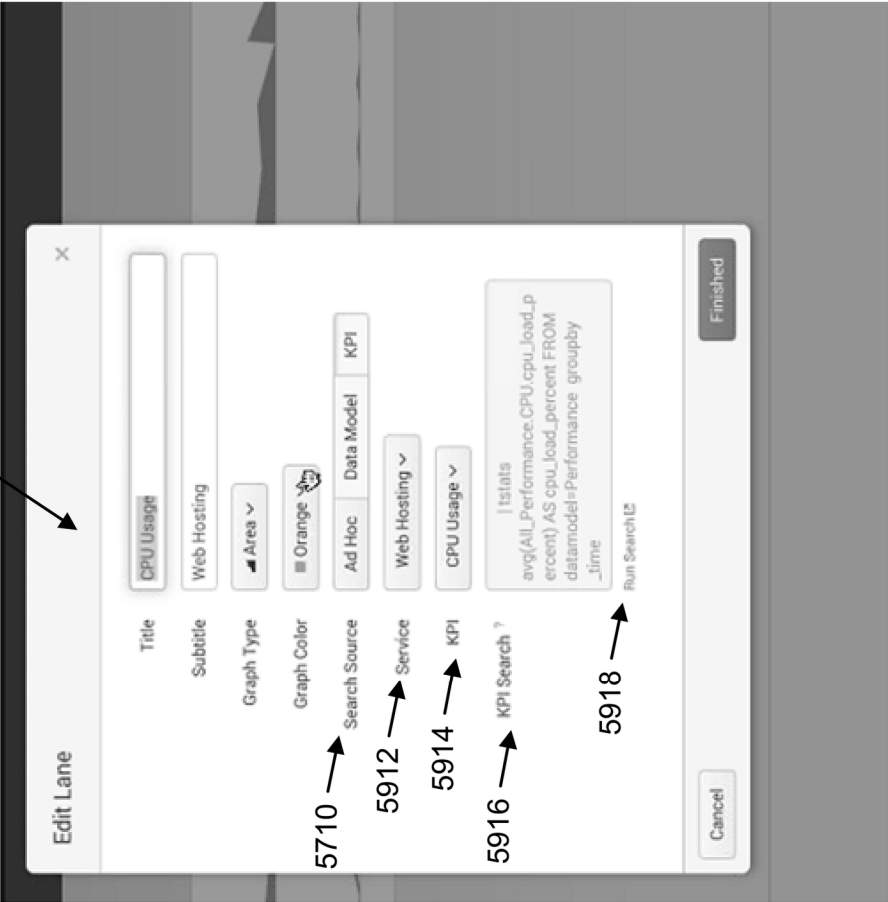 Edit Lane ×
Title CPU Usage
Subtitle Web Hosting
Graph Type Area
Graph Color Orange
5710 Search Source Ad Hoc Data Model KPI
5912 Service Web Hosting
5914 KPI CPU Usage
5916 KPI Search ? | tstats
avg(All_Performance.CPU.cpu_load_p
ercent) AS cpu_load_percent FROM
datamodel=Performance groupby
_time
5918 Run Search
Cancel Finished